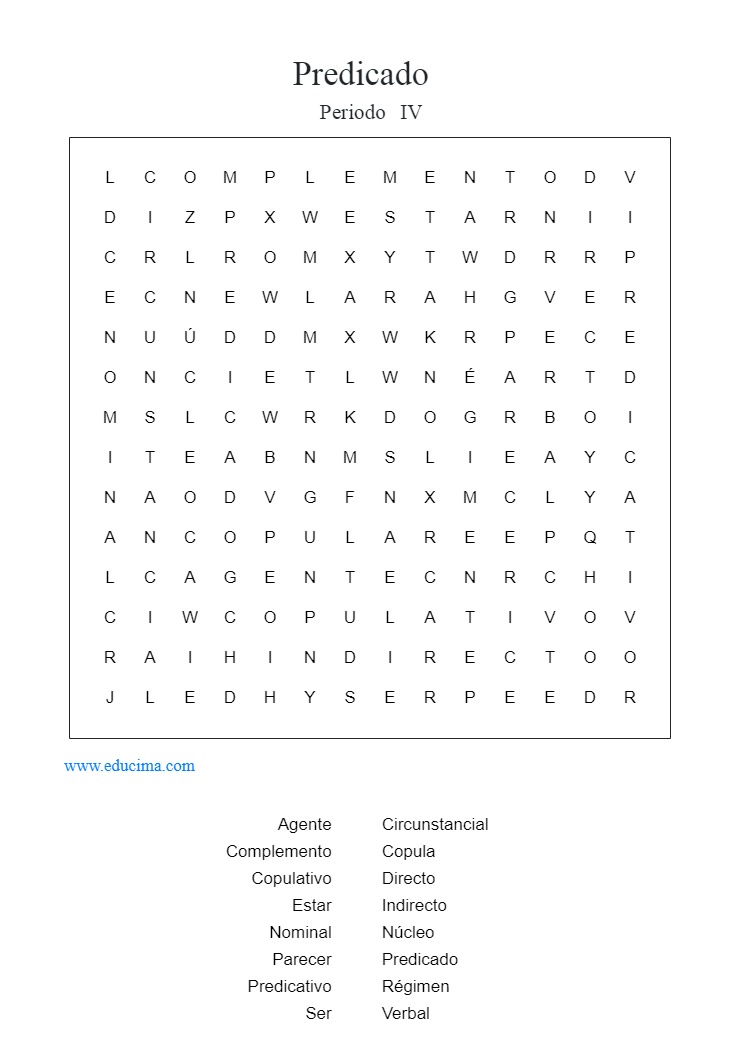 Predicado
Periodo IV
L C O M P L E M E N T O D V
D I Z P X W E S T A R N I I
C R L R O M X Y T W D R R P
E C N E W L A R A H G V E R
N U Ú D D M X W K R P E C E
O N C I E T L W N É A R T D
M S L C W R K D O G R B O I
I T E A B N M S L I E A Y C
N A O D V G F N X M C L Y A
A N C O P U L A R E E P Q T
L C A G E N T E C N R C H I
C I W C O P U L A T I V O V
R A I H I N D I R E C T O O
J L E D H Y S E R P E E D R
www.educima.com
Agente Circunstancial
Complemento Copula
Copulativo Directo
Estar Indirecto
Nominal Núcleo
Parecer Predicado
Predicativo Régimen
Ser Verbal